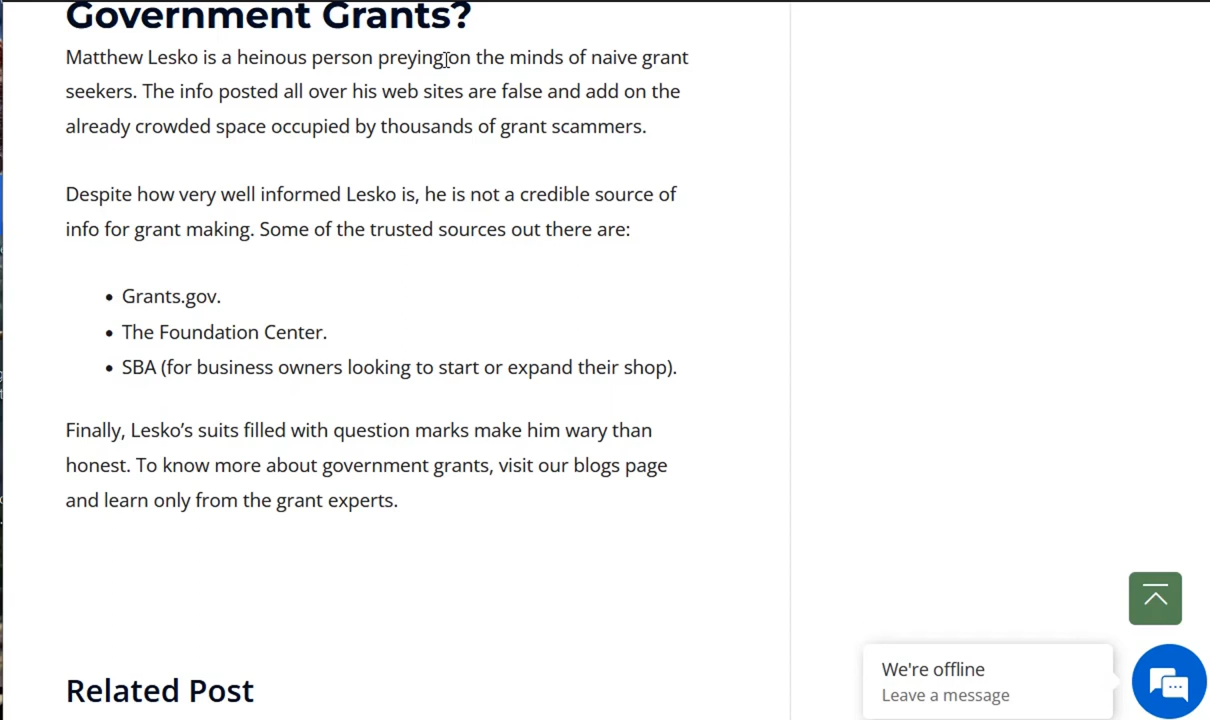 Government Grants?
Matthew Lesko is a heinous person preying on the minds of naive grant
seekers. The info posted all over his web sites are false and add on the
already crowded space occupied by thousands of grant scammers.
Despite how very well informed Lesko is, he is not a credible source of
info for grant making. Some of the trusted sources out there are:
• Grants.gov.
• The Foundation Center.
• SBA (for business owners looking to start or expand their shop).
Finally, Lesko’s suits filled with question marks make him wary than
honest. To know more about government grants, visit our blogs page
and learn only from the grant experts.
We're offline
Leave a message
Related Post